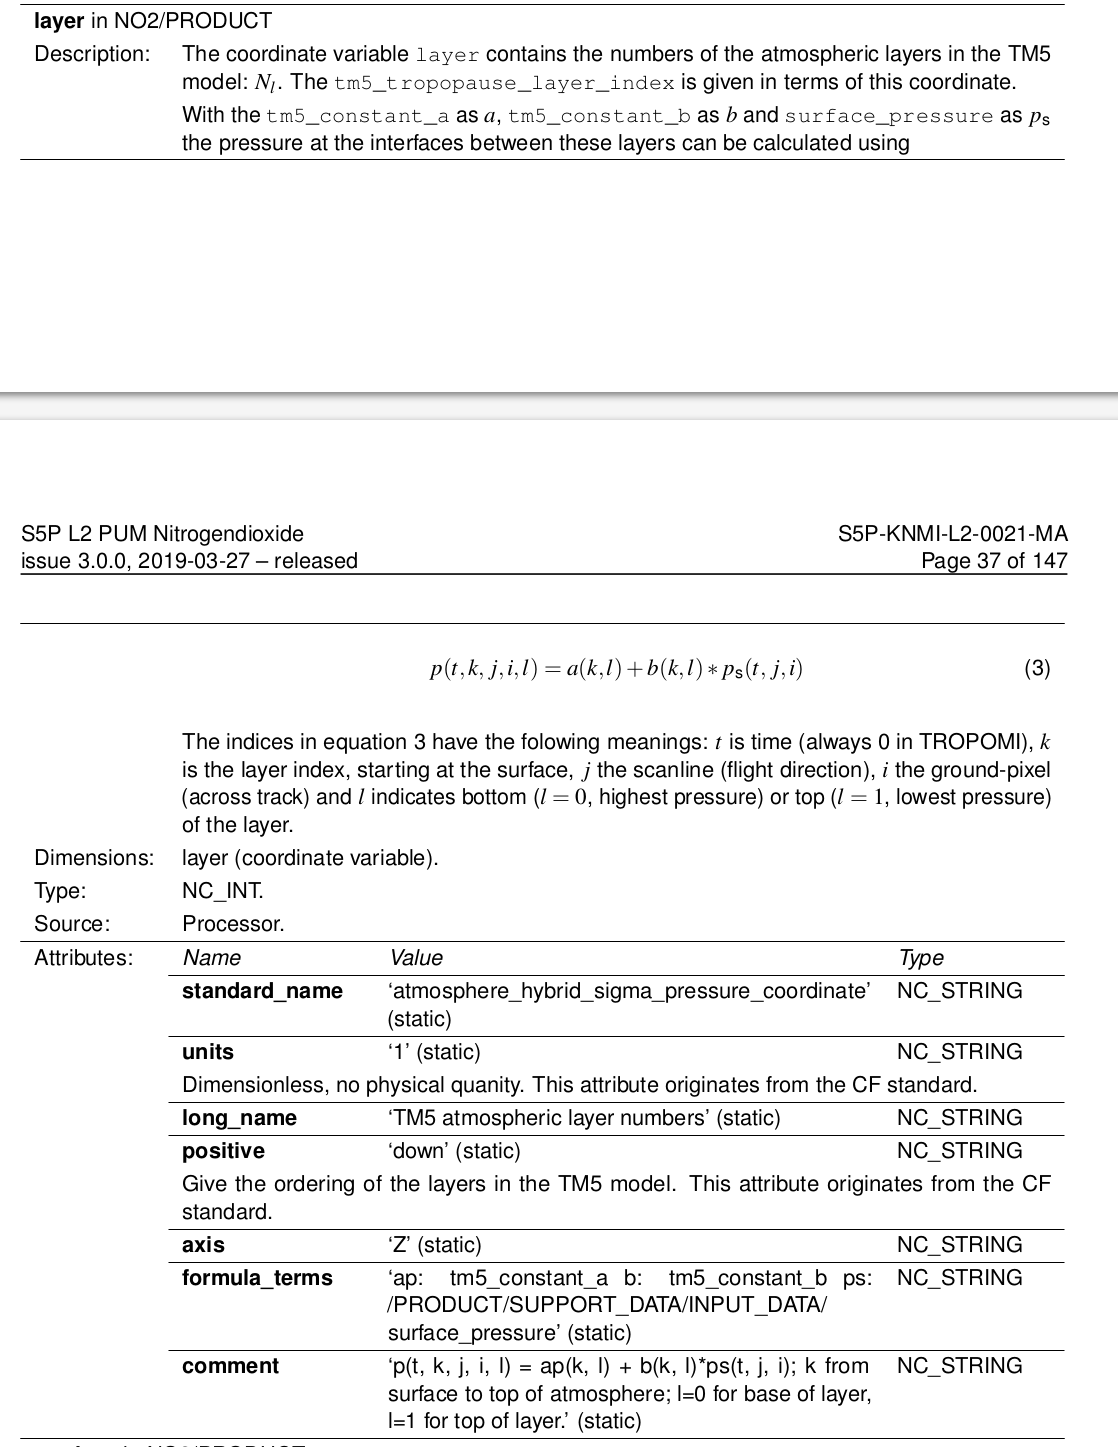 layer in NO2/PRODUCT
Description: The coordinate variable layer contains the numbers of the atmospheric layers in the TM5
model: Nl. The tm5_tropopause_layer_index is given in terms of this coordinate.
With the tm5_constant_a as a, tm5_constant_b as b and surface_pressure as ps
the pressure at the interfaces between these layers can be calculated using
S5P L2 PUM Nitrogendioxide S5P-KNMI-L2-0021-MA
issue 3.0.0, 2019-03-27 – released Page 37 of 147
p(t,k,j,i,l) = a(k,l) + b(k,l) ∗ ps(t,j,i) (3)
The indices in equation 3 have the folowing meanings: t is time (always 0 in TROPOMI), k
is the layer index, starting at the surface, j the scanline (flight direction), i the ground-pixel
(across track) and l indicates bottom (l = 0, highest pressure) or top (l = 1, lowest pressure)
of the layer.
Dimensions: layer (coordinate variable).
Type: NC_INT.
Source: Processor.
Attributes: Name Value Type
standard_name ‘atmosphere_hybrid_sigma_pressure_coordinate’ NC_STRING
(static)
units ‘1’ (static) NC_STRING
Dimensionless, no physical quanity. This attribute originates from the CF standard.
long_name ‘TM5 atmospheric layer numbers’ (static) NC_STRING
positive ‘down’ (static) NC_STRING
Give the ordering of the layers in the TM5 model. This attribute originates from the CF
standard.
axis ‘Z’ (static) NC_STRING
formula_terms ‘ap: tm5_constant_a b: tm5_constant_b ps: NC_STRING
/PRODUCT/SUPPORT_DATA/INPUT_DATA/
surface_pressure’ (static)
comment ‘p(t, k, j, i, l) = ap(k, l) + b(k, l)*ps(t, j, i); k from NC_STRING
surface to top of atmosphere; l=0 for base of layer,
l=1 for top of layer.’ (static)